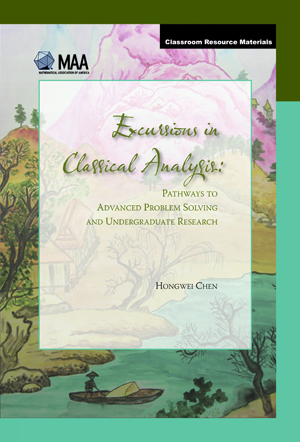 Classroom Resource Materials
MAA
MATHEMATICAL ASSOCIATION OF AMERICA
Excursions in
Classical Analysis:
PATHWAYS TO
ADVANCED PROBLEM SOLVING
AND UNDERGRADUATE RESEARCH
HONGWEI CHEN